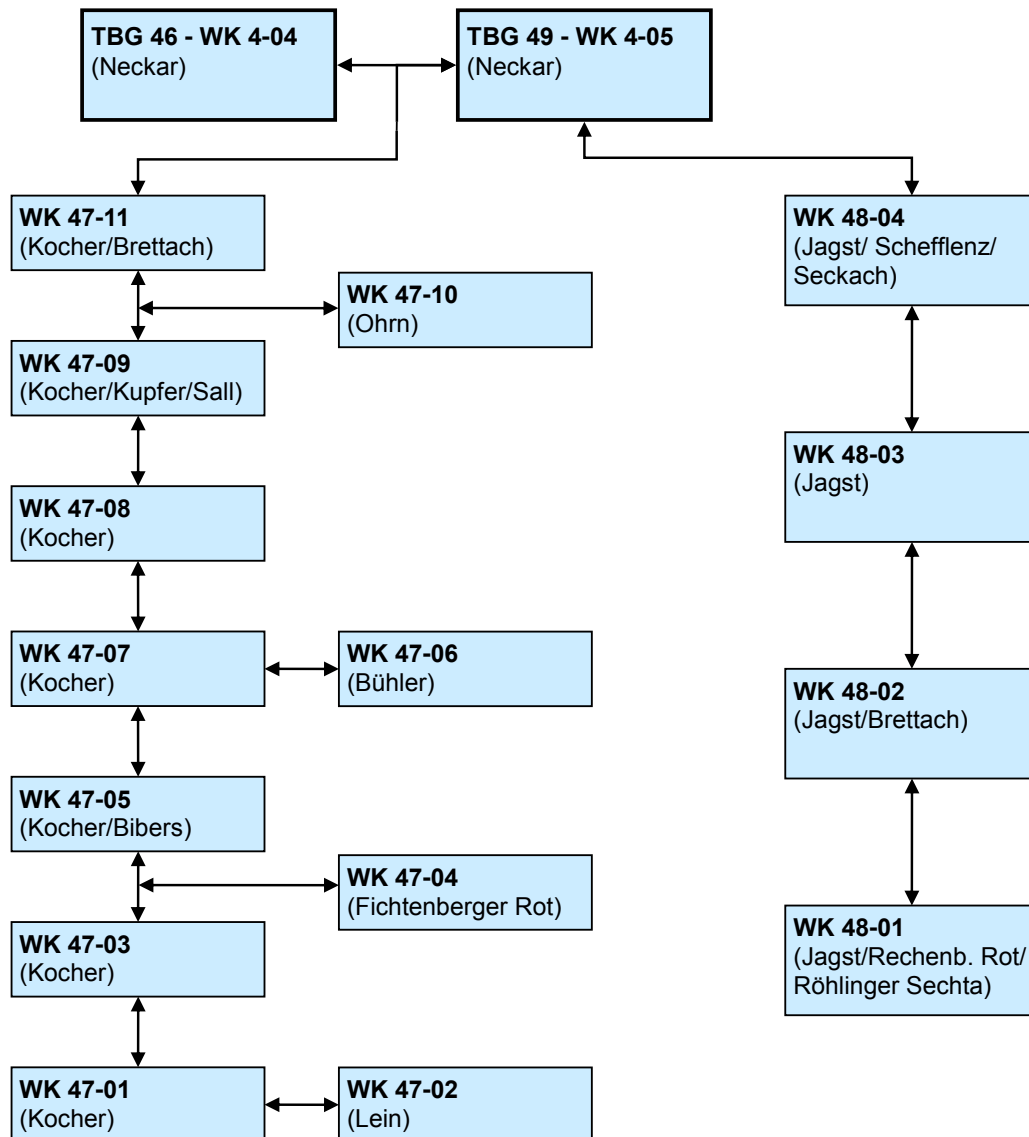 TBG 46 - WK 4-04
(Neckar)
TBG 49 - WK 4-05
(Neckar)
WK 47-11
(Kocher/Brettach)
WK 48-04
(Jagst/ Schefflenz/
Seckach)
WK 47-10
(Ohrn)
WK 47-09
(Kocher/Kupfer/Sall)
WK 48-03
(Jagst)
WK 47-08
(Kocher)
WK 47-07
(Kocher)
WK 47-06
(Bühler)
WK 48-02
(Jagst/Brettach)
WK 47-05
(Kocher/Bibers)
WK 47-04
(Fichtenberger Rot)
WK 47-03
(Kocher)
WK 48-01
(Jagst/Rechenb. Rot/
Röhlinger Sechta)
WK 47-01
(Kocher)
WK 47-02
(Lein)